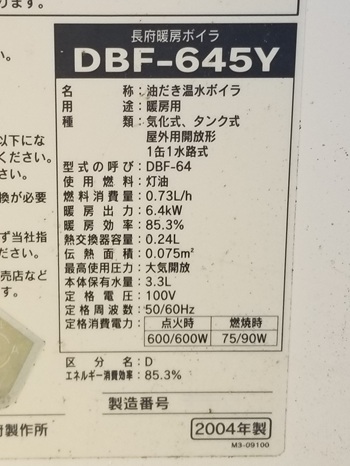 ります。
長府暖房ボイラ
DBF-645Y
い。
名称：油だき温水ボイラ
用途：暖房用
種類：気化式、タンク式
屋外用開放形
1缶1水路式
型式の呼び：DBF-64
使用燃料：灯油
燃料消費量：0.73L/h
暖房出力：6.4kW
暖房効率：85.3%
熱交換器容量：0.24L
伝熱面積：0.075m²
最高使用圧力：大気開放
本体保有水量：3.3L
定格電圧：100V
定格周波数：50/60Hz
定格消費電力：
点火時 燃焼時
600/600W 75/90W
区分名：D
エネルギー消費効率：85.3%
製造番号
2004年製
M3-09100
以下にな
ください。
さい。
換が必要
ず当社指
ださい。
売店など
す。
製作所